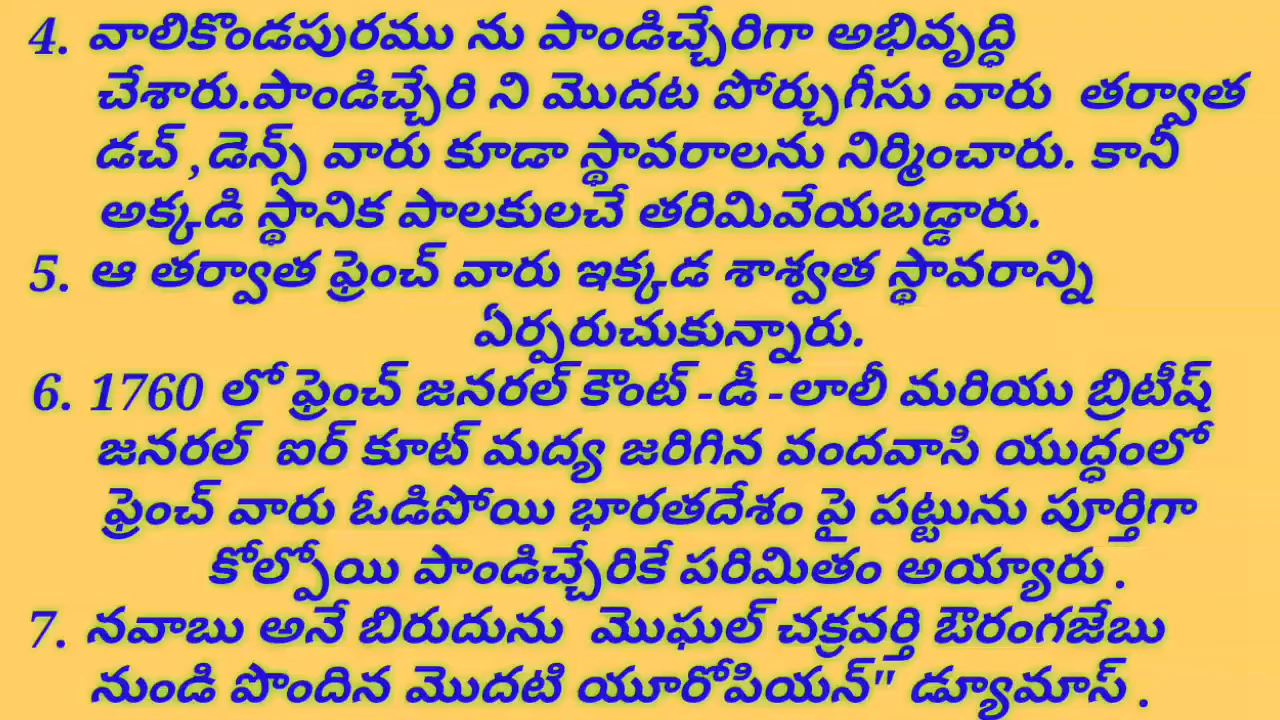 4. వాలికొండపురము ను పాండిచ్చేరిగా అభివృద్ధి
చేశారు.పాండిచ్చేరి ని మొదట పోర్చుగీసు వారు తర్వాత
డచ్ ,డెన్స్ వారు కూడా స్థావరాలను నిర్మించారు. కానీ
అక్కడి స్థానిక పాలకులచే తరిమివేయబడ్డారు.
5. ఆ తర్వాత ఫ్రెంచ్ వారు ఇక్కడ శాశ్వత స్థావరాన్ని
ఏర్పరుచుకున్నారు.
6. 1760 లో ఫ్రెంచ్ జనరల్ కౌంట్ -డీ -లాలీ మరియు బ్రిటీష్
జనరల్ ఐర్ కూట్ మద్య జరిగిన వందవాసి యుద్ధంలో
ఫ్రెంచ్ వారు ఓడిపోయి భారతదేశం పై పట్టును పూర్తిగా
కోల్పోయి పాండిచ్చేరికే పరిమితం అయ్యారు .
7. నవాబు అనే బిరుదును మొఘల్ చక్రవర్తి ఔరంగజేబు
నుండి పొందిన మొదటి యూరోపియన్" డ్యూమాస్ .